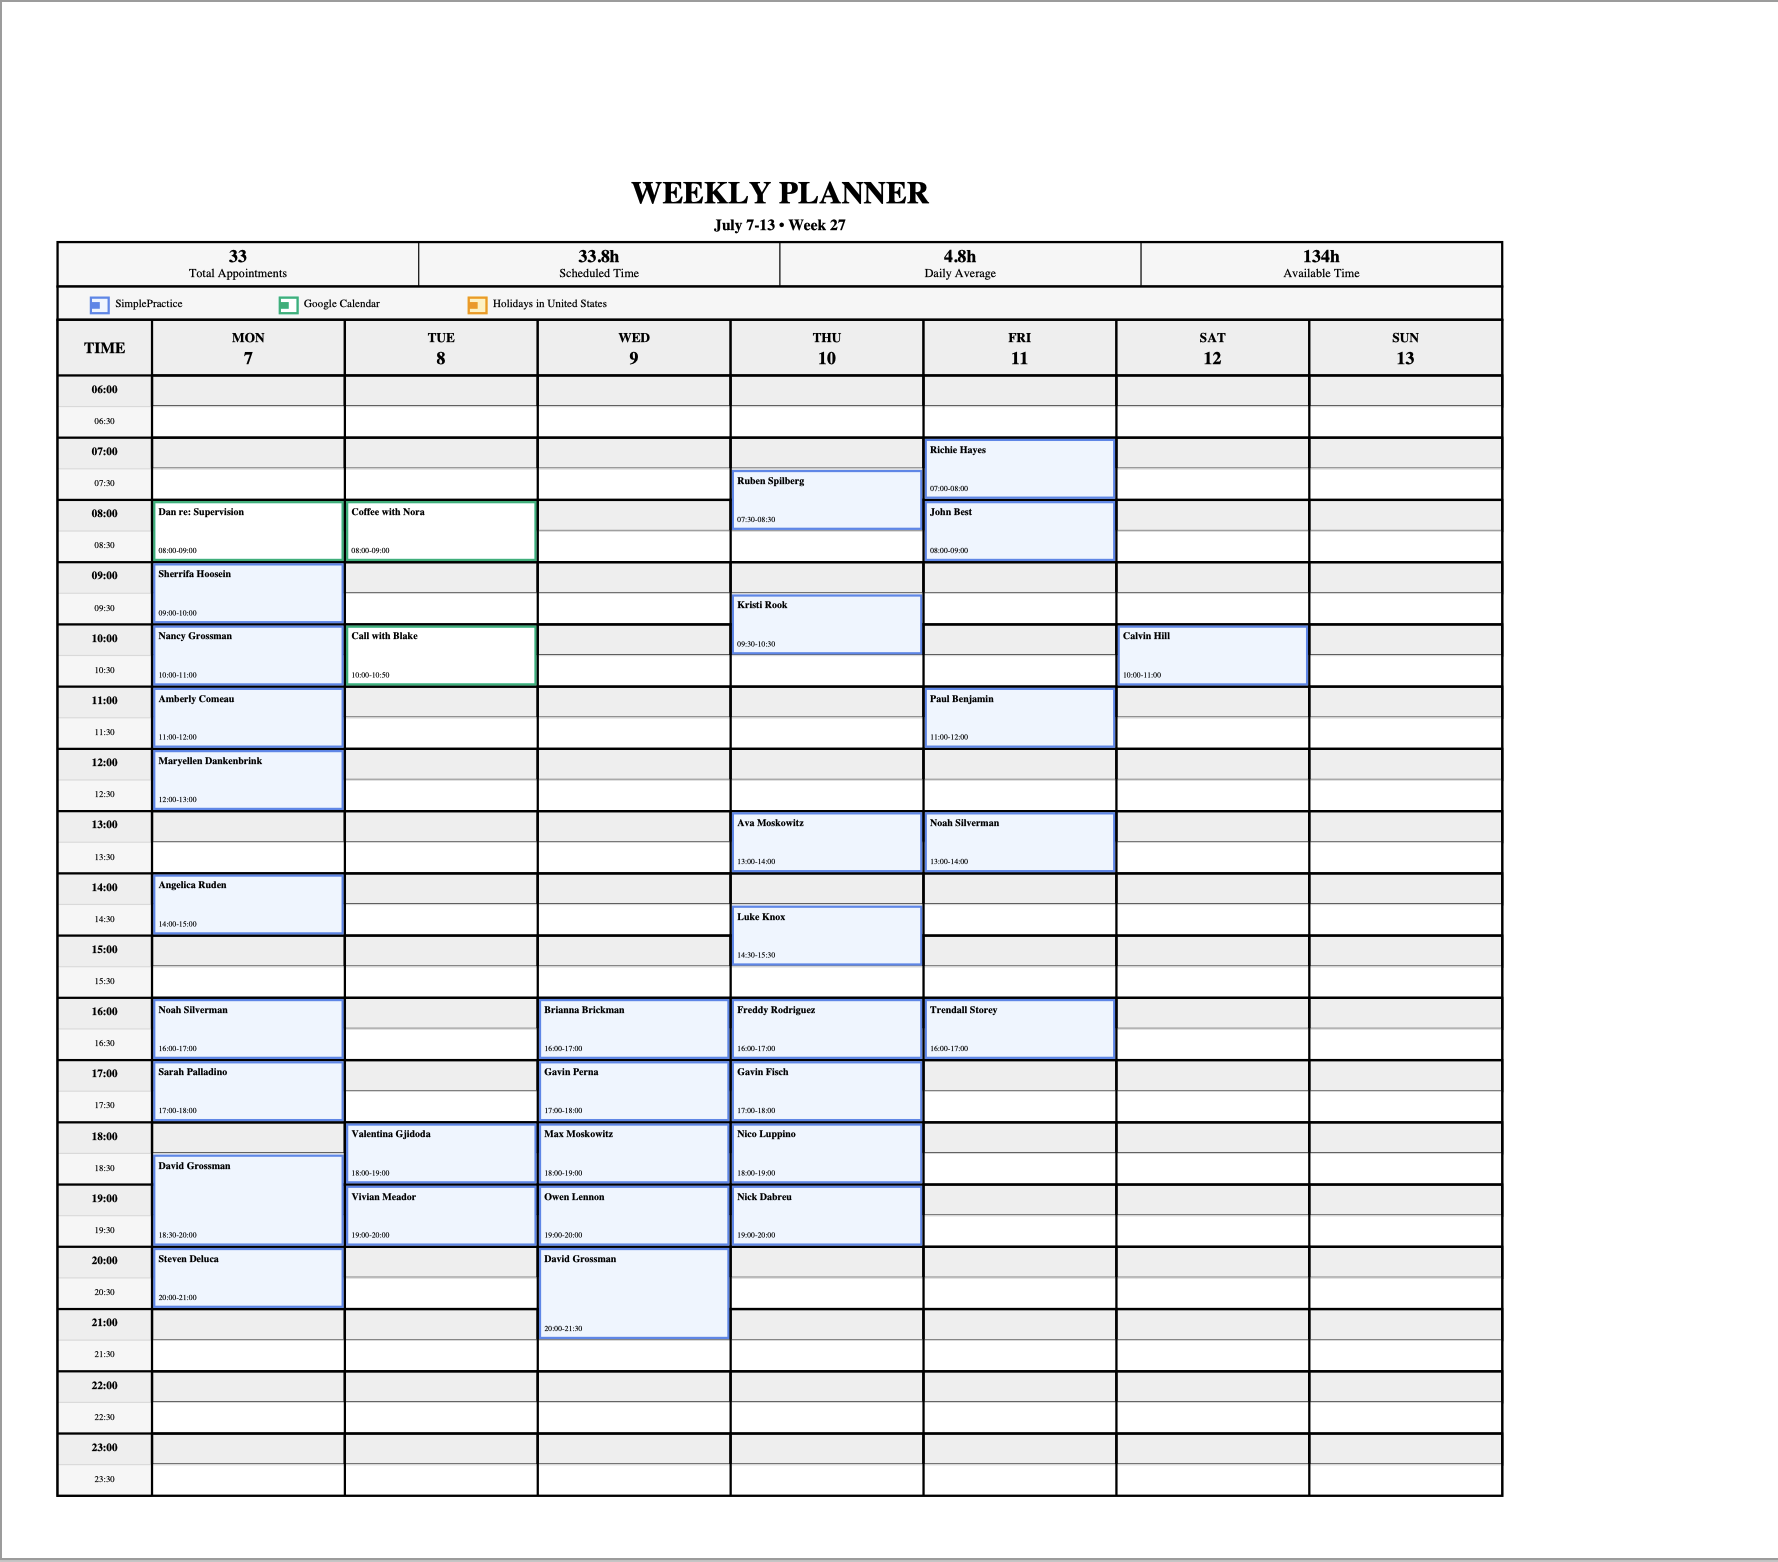 WEEKLY PLANNER
July 7-13 • Week 27
33 33.8h 4.8h 134h
Total Appointments Scheduled Time Daily Average Available Time
SimplePractice Google Calendar Holidays in United States
TIME MON TUE WED THU FRI SAT SUN
7 8 9 10 11 12 13
06:00
06:30
07:00 Richie Hayes
07:30 Ruben Spilberg 07:00-08:00
08:00 Dan re: Supervision Coffee with Nora 07:30-08:30 John Best
08:30 08:00-09:00 08:00-09:00 08:00-09:00
09:00 Sherrifa Hoosein
09:30 09:00-10:00 Kristi Rook
10:00 Nancy Grossman Call with Blake 09:30-10:30 Calvin Hill
10:30 10:00-11:00 10:00-10:50 10:00-11:00
11:00 Amberly Comeau Paul Benjamin
11:30 11:00-12:00 11:00-12:00
12:00 Maryellen Dankenbrink
12:30 12:00-13:00
13:00 Ava Moskowitz Noah Silverman
13:30 13:00-14:00 13:00-14:00
14:00 Angelica Ruden
14:30 14:00-15:00 Luke Knox
15:00 14:30-15:30
15:30
16:00 Noah Silverman Brianna Brickman Freddy Rodriguez Trendall Storey
16:30 16:00-17:00 16:00-17:00 16:00-17:00 16:00-17:00
17:00 Sarah Palladino Gavin Perna Gavin Fisch
17:30 17:00-18:00 17:00-18:00 17:00-18:00
18:00 Valentina Gjidoda Max Moskowitz Nico Luppino
18:30 David Grossman 18:00-19:00 18:00-19:00 18:00-19:00
19:00 Vivian Meador Owen Lennon Nick Dabreu
19:30 18:30-20:00 19:00-20:00 19:00-20:00 19:00-20:00
20:00 Steven Deluca David Grossman
20:30 20:00-21:00
21:00 20:00-21:30
21:30
22:00
22:30
23:00
23:30